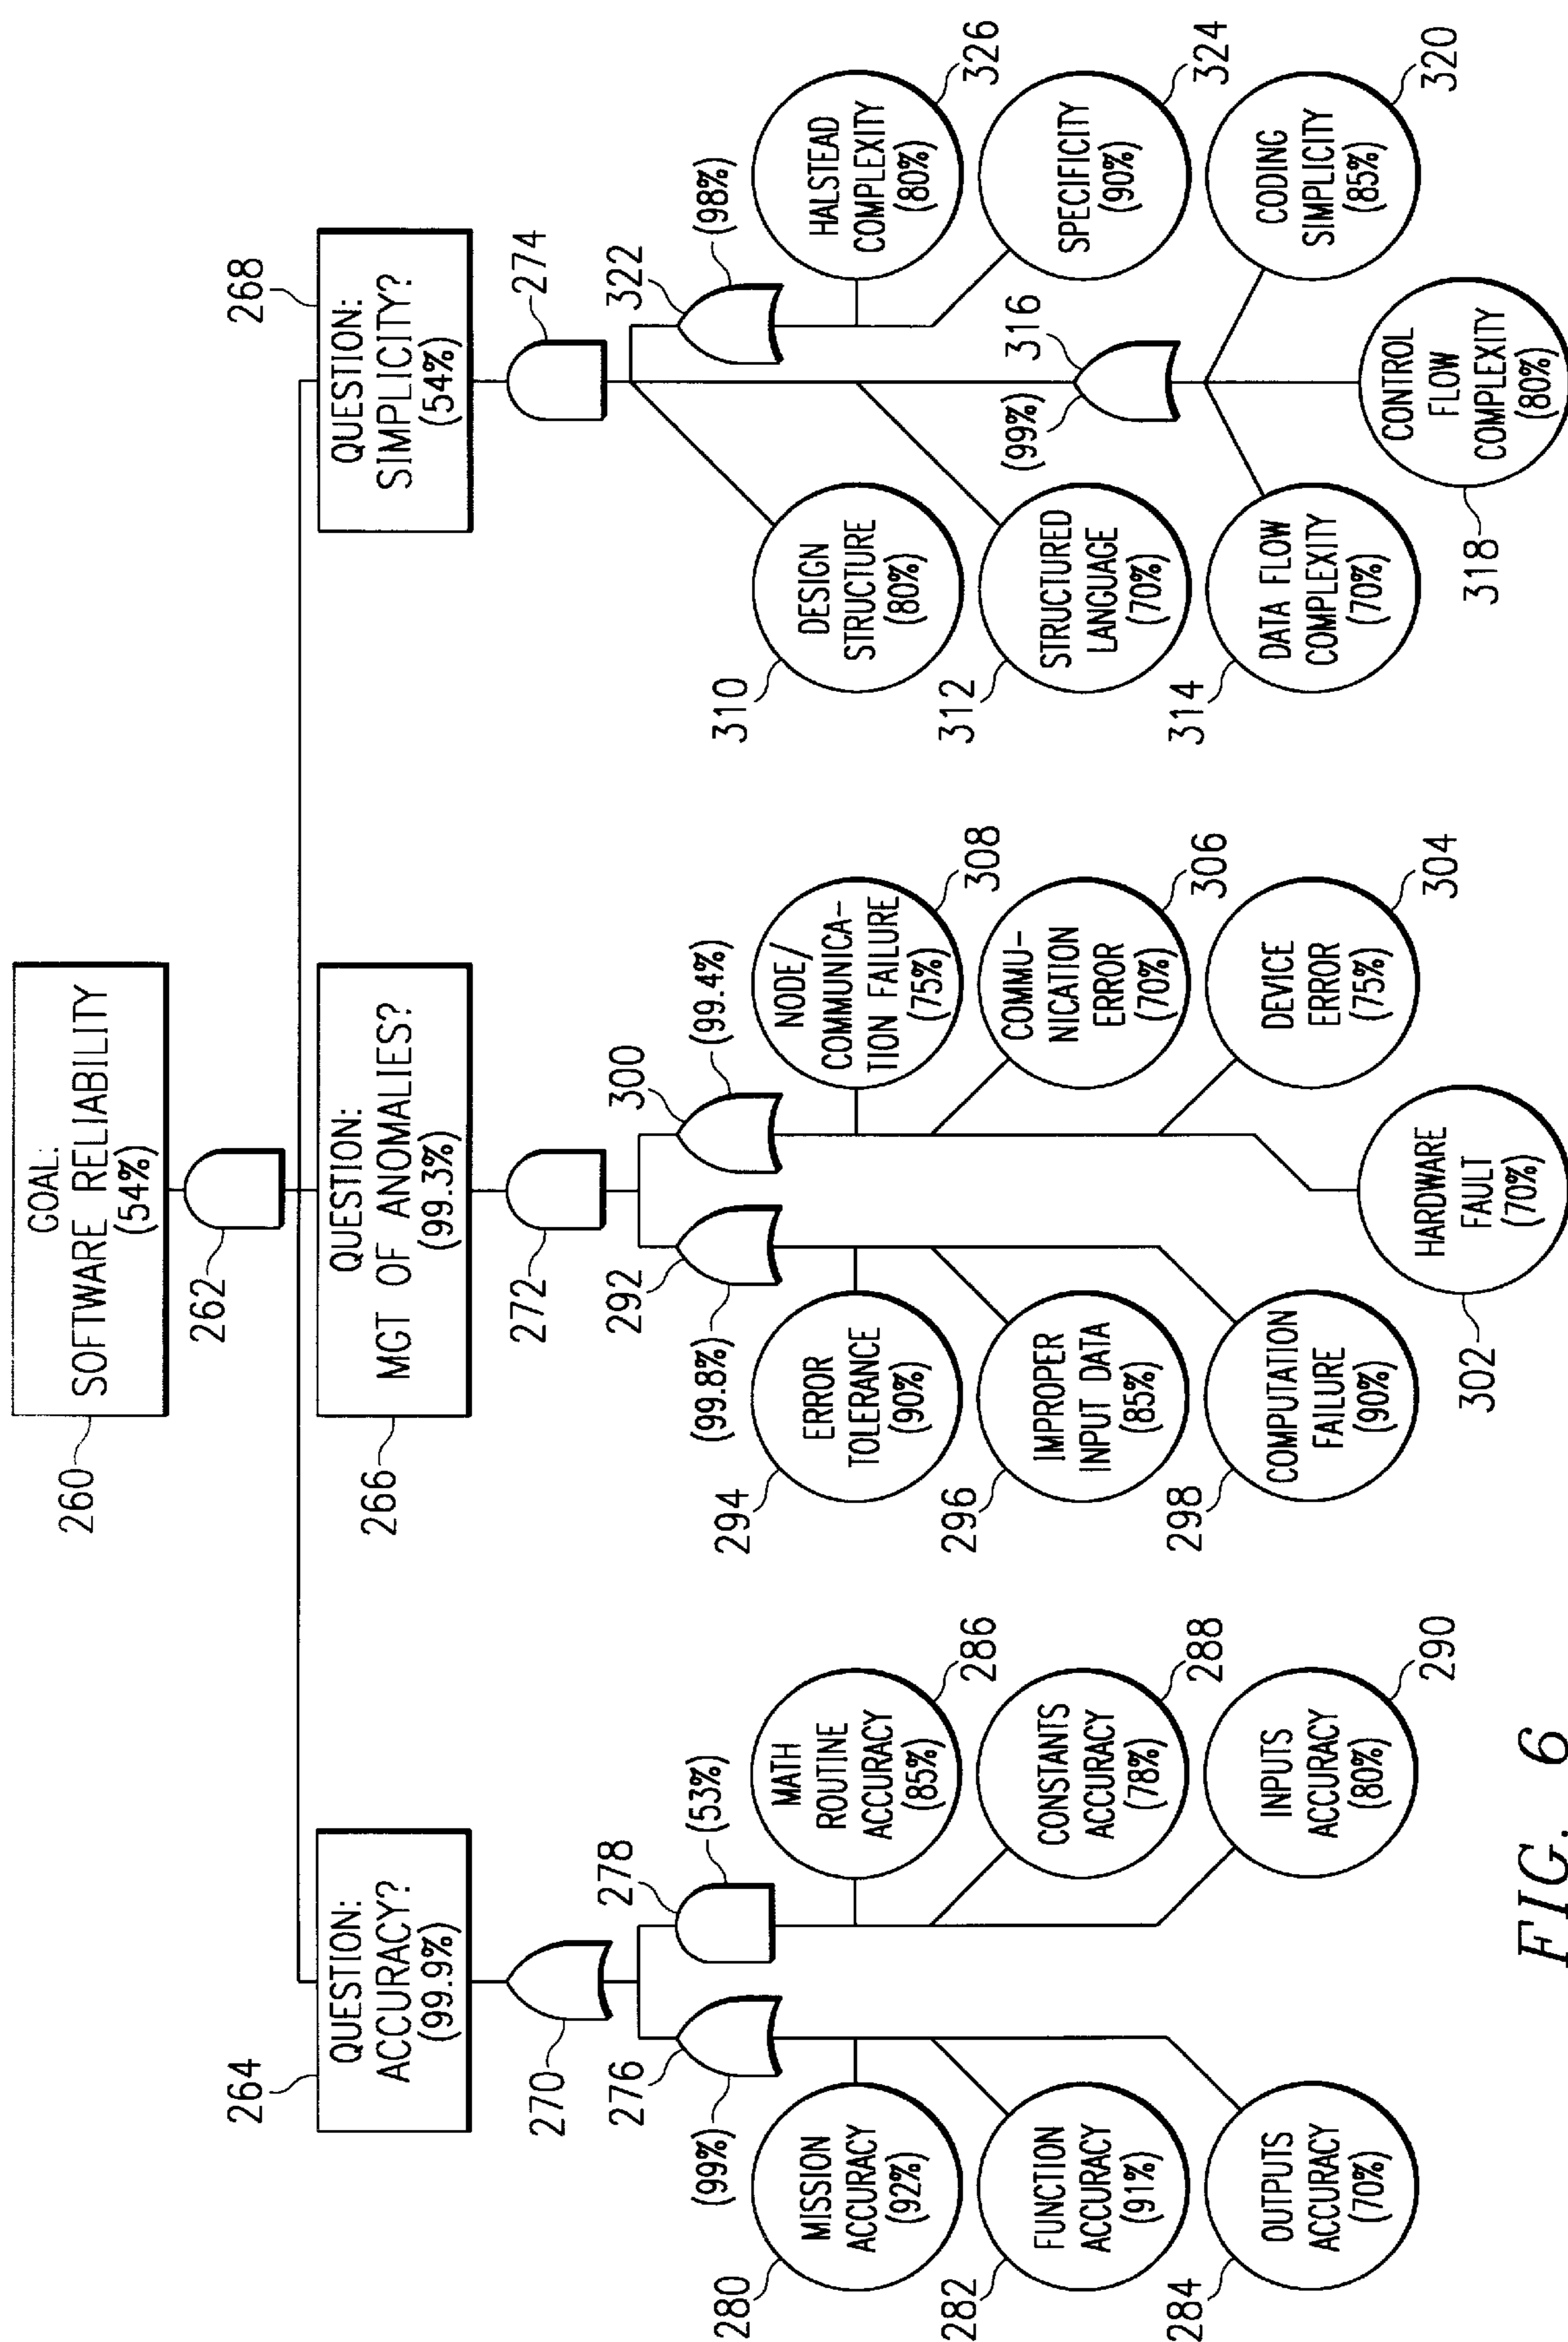 GOAL:
SOFTWARE RELIABILITY
(54%)
260
262
QUESTION:
ACCURACY?
(99.9%)
264
QUESTION:
MGT OF ANOMALIES?
(99.3%)
266
QUESTION:
SIMPLICITY?
(54%)
268
270
272
274
276
(99%)
278
(53%)
292
(99.8%)
300
(99.4%)
322
(98%)
MISSION
ACCURACY
(92%)
280
MATH
ROUTINE
ACCURACY
(85%)
286
ERROR
TOLERANCE
(90%)
294
NODE/
COMMUNICA-
TION FAILURE
(75%)
308
DESIGN
STRUCTURE
(80%)
310
HALSTEAD
COMPLEXITY
(80%)
326
FUNCTION
ACCURACY
(91%)
282
CONSTANTS
ACCURACY
(78%)
288
IMPROPER
INPUT DATA
(85%)
296
COMMU-
NICATION
ERROR
(70%)
306
STRUCTURED
LANGUAGE
(70%)
312
(99%)
316
SPECIFICITY
(90%)
324
OUTPUTS
ACCURACY
(70%)
284
INPUTS
ACCURACY
(80%)
290
COMPUTATION
FAILURE
(90%)
298
DEVICE
ERROR
(75%)
304
DATA FLOW
COMPLEXITY
(70%)
314
CODING
SIMPLICITY
(85%)
320
HARDWARE
FAULT
(70%)
302
CONTROL
FLOW
COMPLEXITY
(80%)
318
FIG. 6